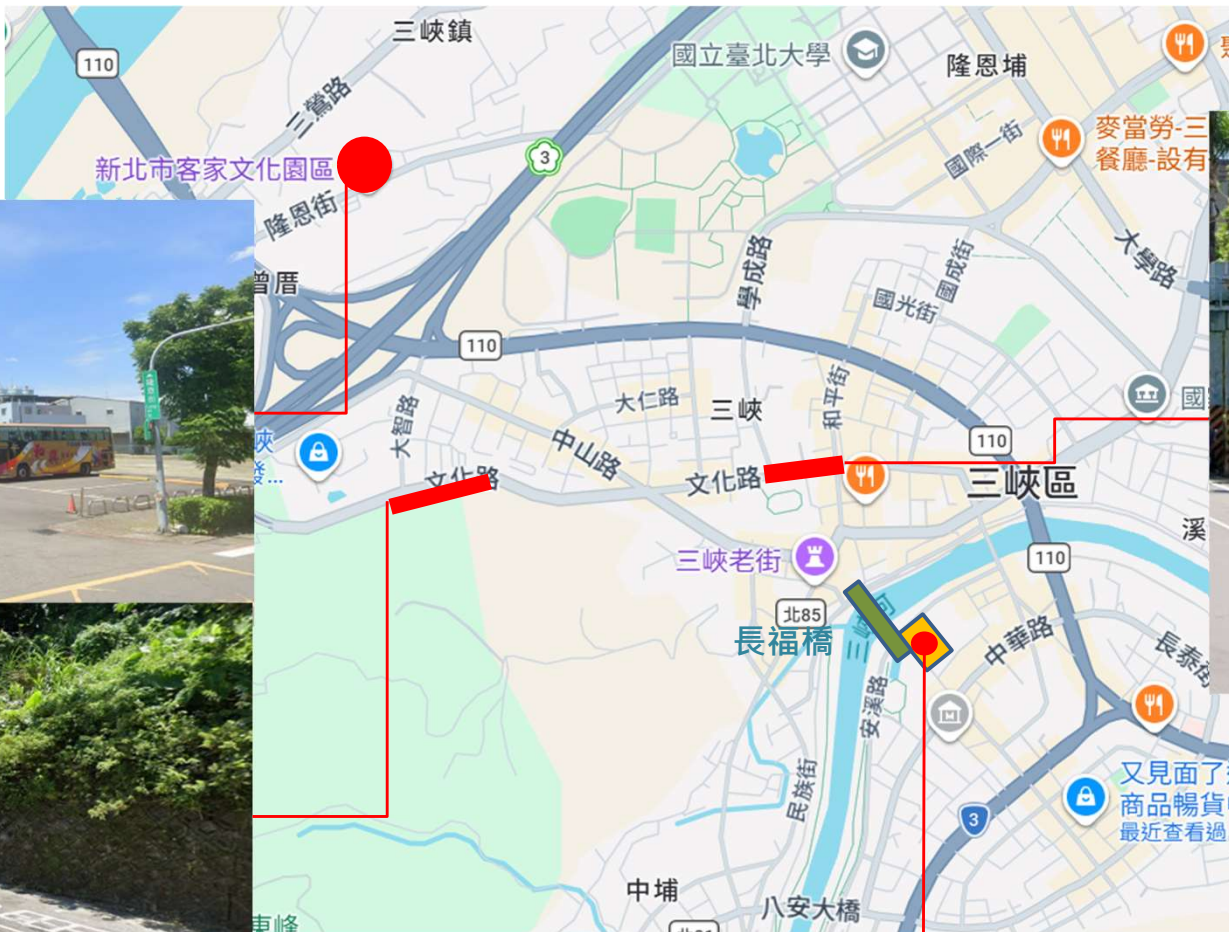 三峽鎮
110
國立臺北大學
隆恩埔
三鶯路
麥當勞-三
餐廳-設有
3
國際一街
新北市客家文化園區
隆恩街
大學路
學成路
國成街
曾厝
國光街
110
大智路
大仁路
三峽
和平街
國
110
中山路
文化路
文化路
三峽區
溪
三峽老街
110
北85
長福橋
中華路
長泰街
安溪路
民族街
又見面了
商品暢貨
最近查看過
3
中埔
八安大橋
東峰